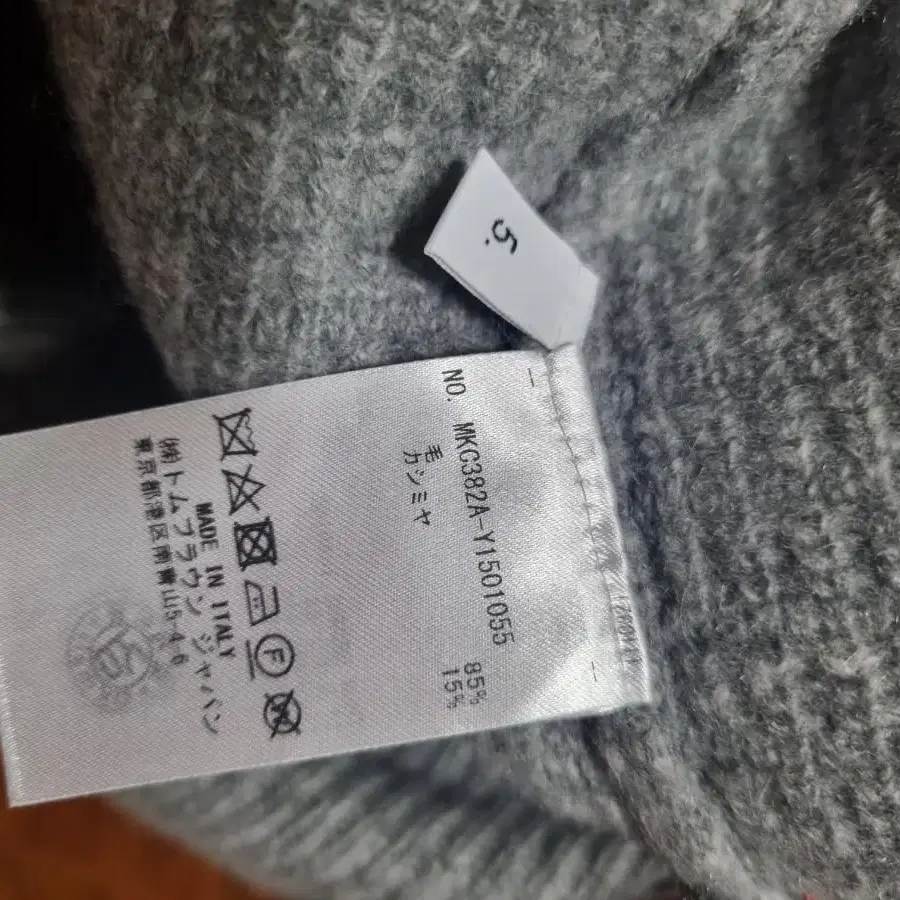 5.
NO. MKC382A-Y1501055
毛 85%
カシミヤ 15%
F
MADE IN ITALY
㈱トム ブラウン ジャパン
東京都港区南青山5-4-6